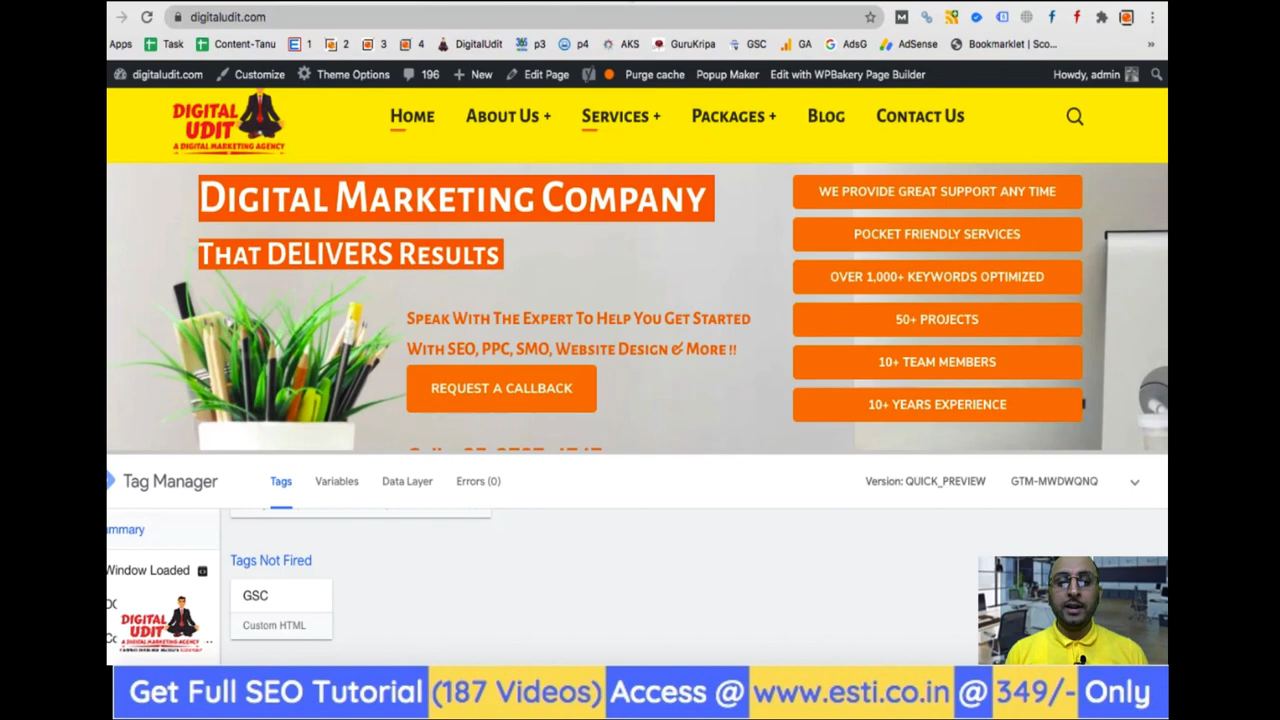 digitaludit.com
Apps Task Content-Tanu 1 2 3 4 DigitalUdit p3 p4 AKS GuruKripa GSC GA AdsG AdSense Bookmarklet | Sco... »
digitaludit.com Customize Theme Options 196 + New Edit Page Purge cache Popup Maker Edit with WPBakery Page Builder Howdy, admin
DIGITAL
UDIT
A DIGITAL MARKETING AGENCY
Home About Us + Services + Packages + Blog Contact Us
Digital Marketing Company
That DELIVERS Results
Speak With The Expert To Help You Get Started
With SEO, PPC, SMO, Website Design & More !!
REQUEST A CALLBACK
WE PROVIDE GREAT SUPPORT ANY TIME
POCKET FRIENDLY SERVICES
OVER 1,000+ KEYWORDS OPTIMIZED
50+ PROJECTS
10+ TEAM MEMBERS
10+ YEARS EXPERIENCE
Tag Manager Tags Variables Data Layer Errors (0) Version: QUICK_PREVIEW GTM-MWDWQNQ
ummary
Window Loaded
Tags Not Fired
GSC
Custom HTML
DIGITAL
UDIT
A DIGITAL MARKETING AGENCY
Get Full SEO Tutorial (187 Videos) Access @ www.esti.co.in @ 349/- Only